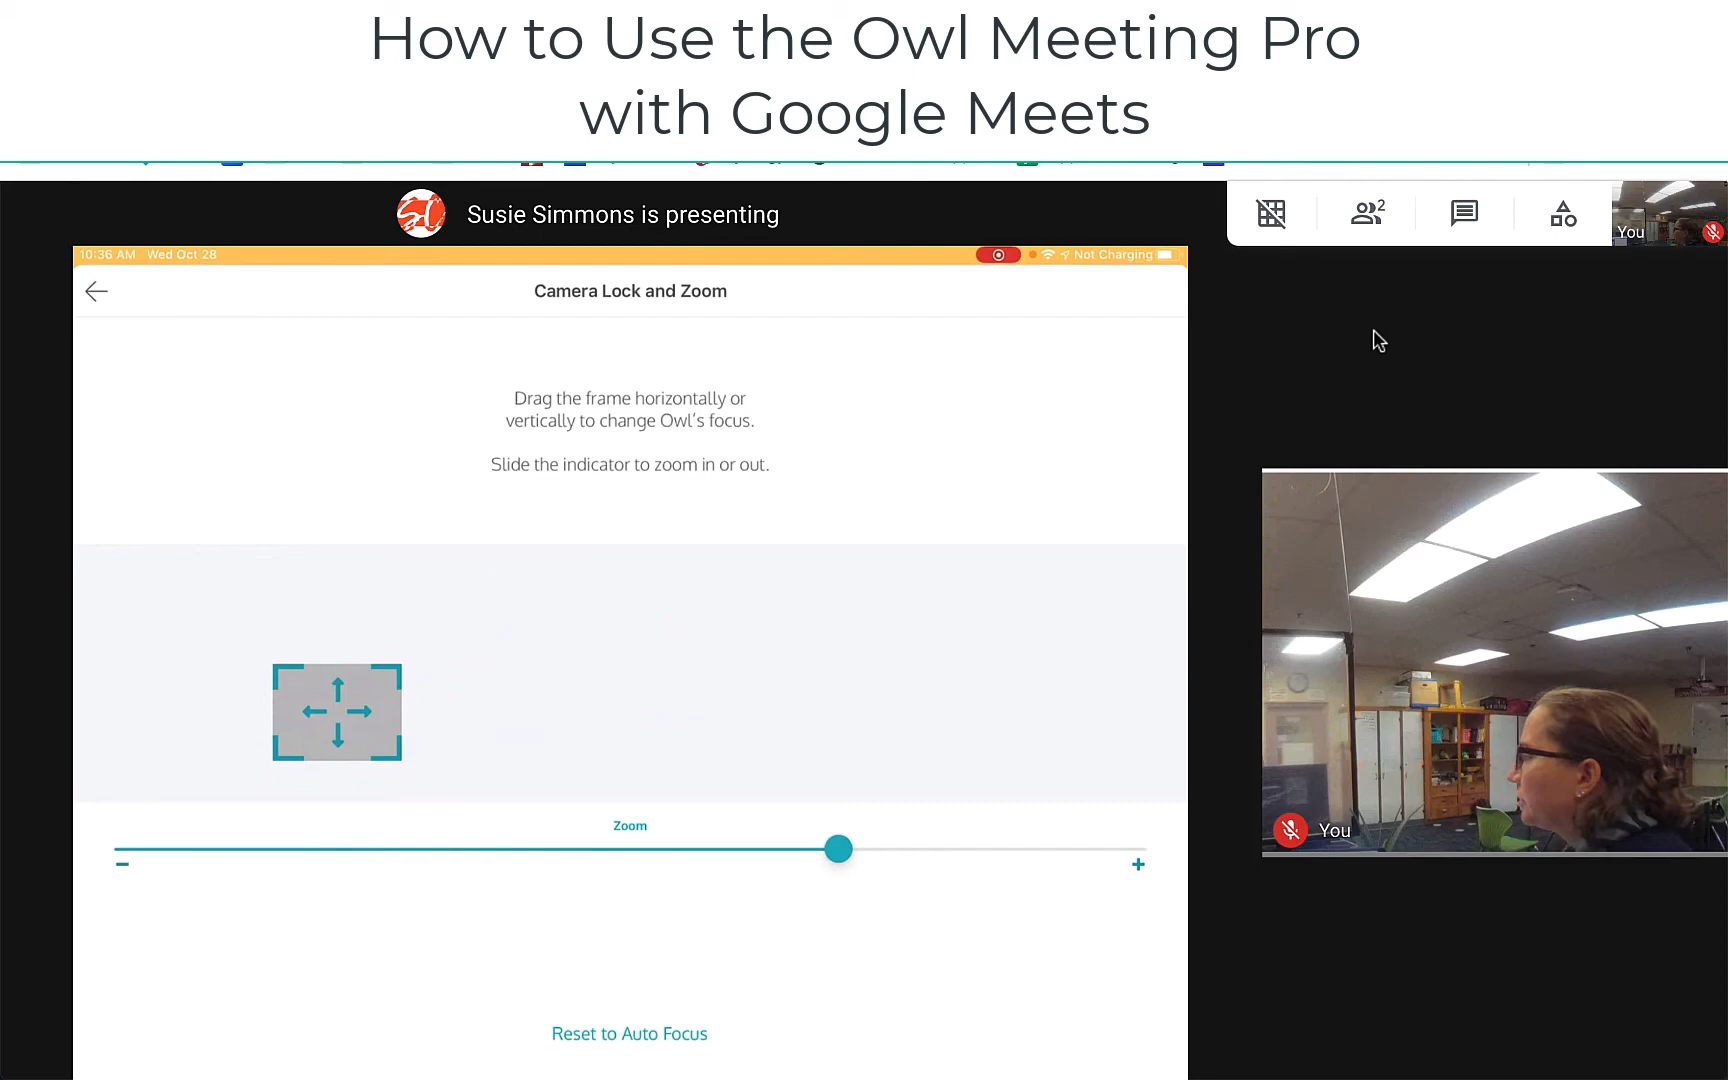 How to Use the Owl Meeting Pro
with Google Meets
Susie Simmons is presenting
2
You
10:36 AM Wed Oct 28
Not Charging
Camera Lock and Zoom
Drag the frame horizontally or
vertically to change Owl's focus.
Slide the indicator to zoom in or out.
Zoom
You
Reset to Auto Focus